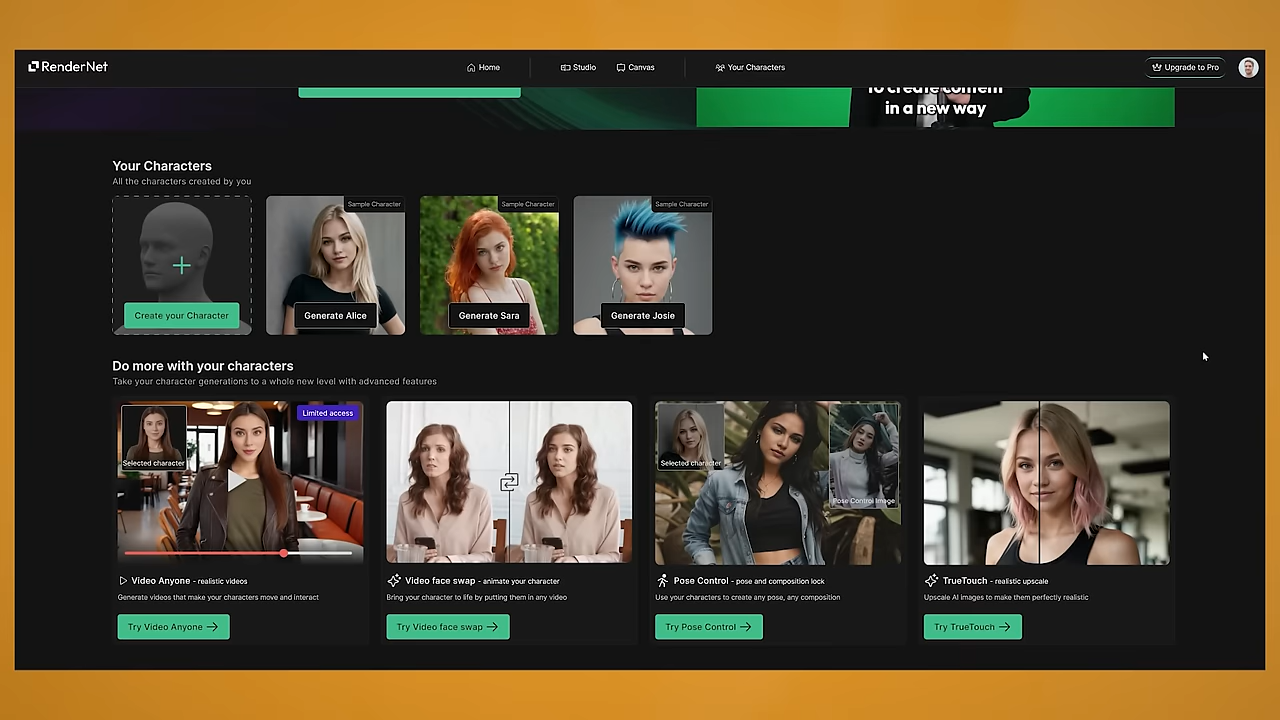 RenderNet
Home
Studio
Canvas
Your Characters
Upgrade to Pro
To create content
in a new way
Your Characters
All the characters created by you
Sample Character
Sample Character
Sample Character
Create your Character
Generate Alice
Generate Sara
Generate Josie
Do more with your characters
Take your character generations to a whole new level with advanced features
Limited access
Selected character
Selected character
Pose Control Image
Video Anyone - realistic videos
Generate videos that make your characters move and interact
Try Video Anyone
Video face swap - animate your character
Bring your character to life by putting them in any video
Try Video face swap
Pose Control - pose and composition lock
Use your characters to create any pose, any composition
Try Pose Control
TrueTouch - realistic upscale
Upscale AI images to make them perfectly realistic
Try TrueTouch